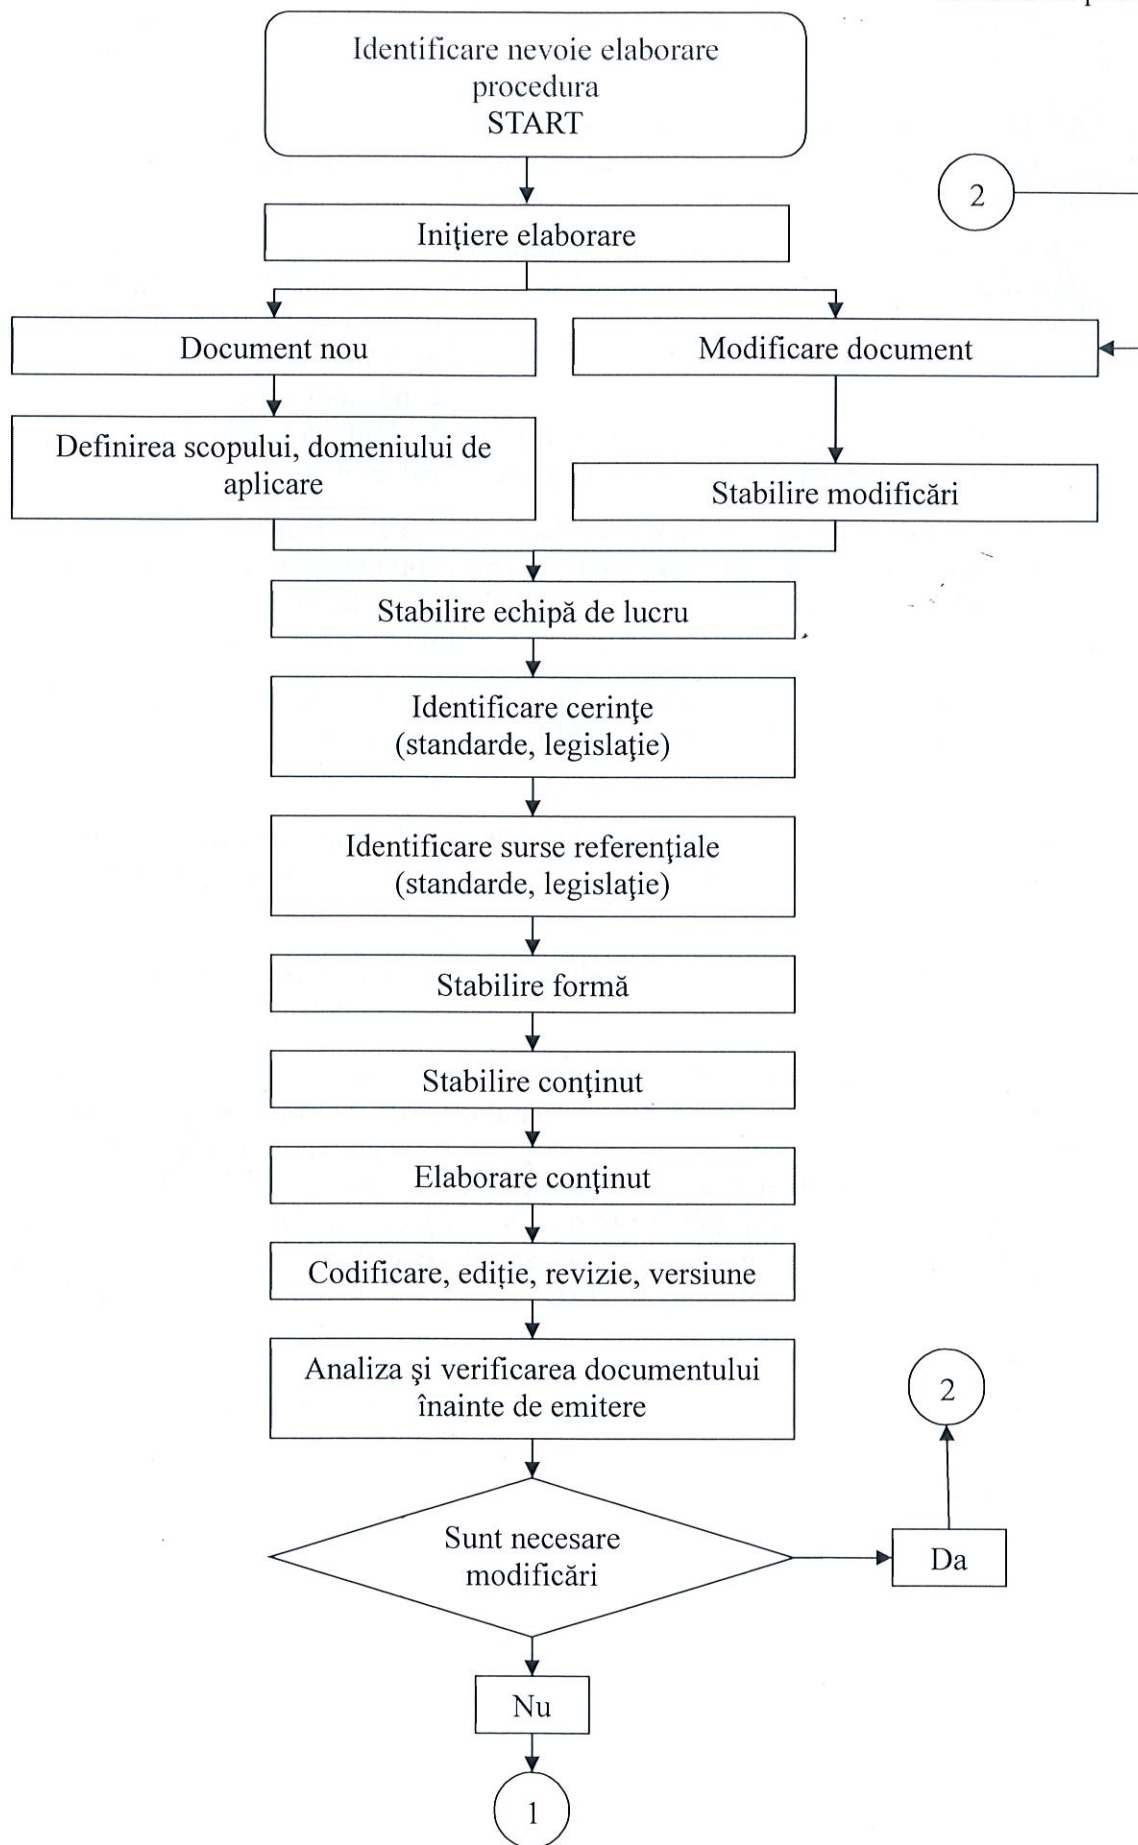 Identificare nevoie elaborare
procedura
START
2
Iniţiere elaborare
Document nou
Modificare document
Definirea scopului, domeniului de
aplicare
Stabilire modificări
Stabilire echipă de lucru
Identificare cerinţe
(standarde, legislaţie)
Identificare surse referenţiale
(standarde, legislaţie)
Stabilire formă
Stabilire conţinut
Elaborare conţinut
Codificare, ediție, revizie, versiune
Analiza şi verificarea documentului
înainte de emitere
2
Sunt necesare
modificări
Da
Nu
1